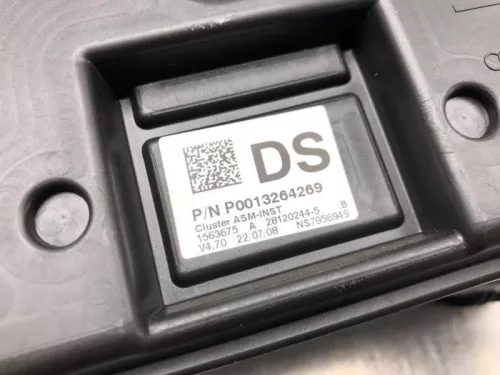 DS
P/N P0013264269
Cluster ASM-INST
1563675 A 28120244-5 B
V4.70 22/07/08 NS7956949